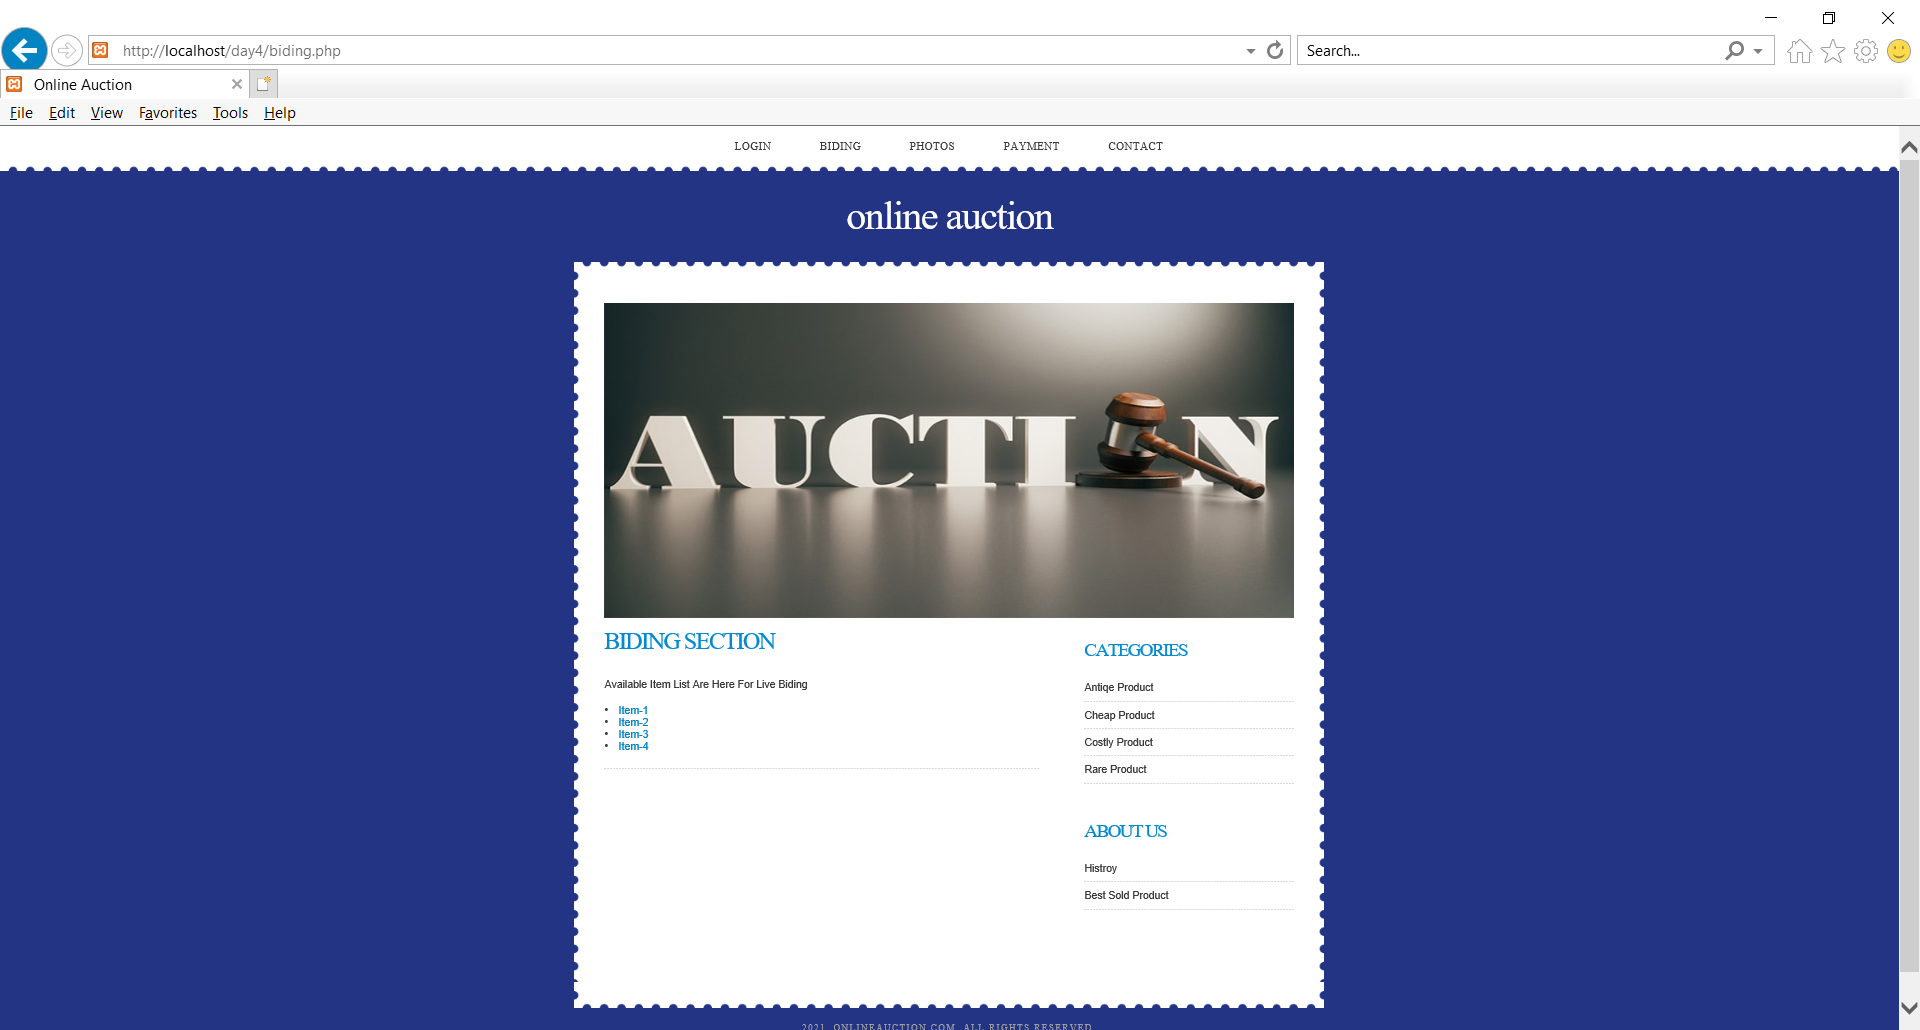 http://localhost/day4/biding.php
Search...
Online Auction
File Edit View Favorites Tools Help
LOGIN BIDING PHOTOS PAYMENT CONTACT
online auction
AUCTI N
BIDING SECTION
Available Item List Are Here For Live Biding
• Item-1
• Item-2
• Item-3
• Item-4
CATEGORIES
Antiqe Product
Cheap Product
Costly Product
Rare Product
ABOUT US
Histroy
Best Sold Product
2021. ONLINEAUCTION.COM. ALL RIGHTS RESERVED